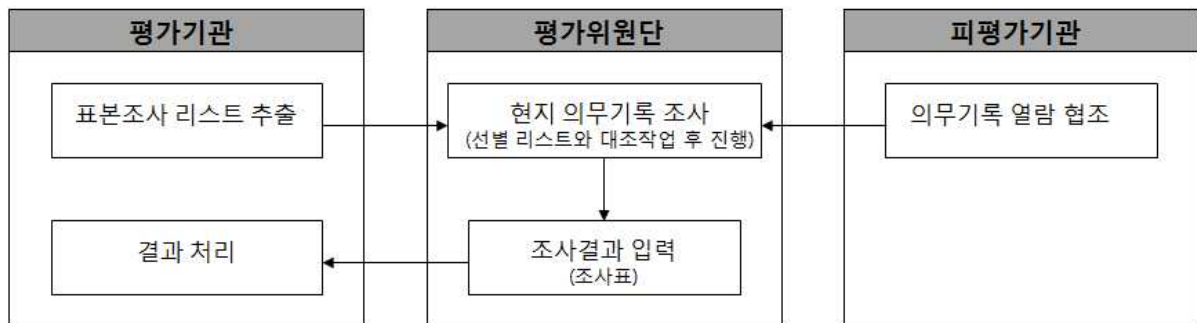 평가기관
평가위원단
피평가기관
표본조사 리스트 추출
현지 의무기록 조사
(선별 리스트와 대조작업 후 진행)
의무기록 열람 협조
결과 처리
조사결과 입력
(조사표)